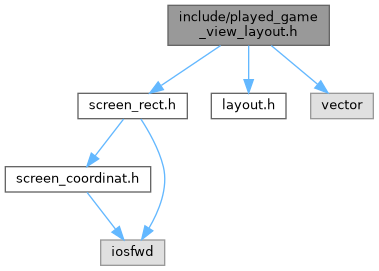 include/played_game
_view_layout.h
screen_rect.h
layout.h
vector
screen_coordinat.h
iosfwd